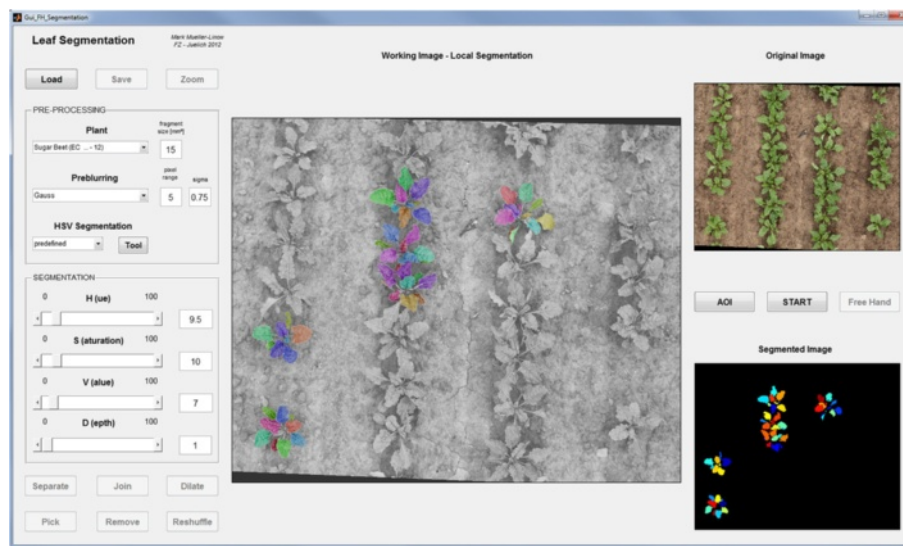 Gui_FH_Segmentation
Leaf Segmentation
Mark Mueller-Linow
FZ - Juelich 2012
Load
Save
Zoom
Working Image - Local Segmentation
Original Image
PRE-PROCESSING
Plant
fragment
size [mm²]
Sugar Beet (EC ... - 12)
15
Preblurring
pixel
range
sigma
Gauss
5
0.75
HSV Segmentation
predefined
Tool
SEGMENTATION
0
H (ue)
100
9.5
0
S (aturation)
100
10
0
V (alue)
100
7
0
D (epth)
100
1
Separate
Join
Dilate
Pick
Remove
Reshuffle
AOI
START
Free Hand
Segmented Image